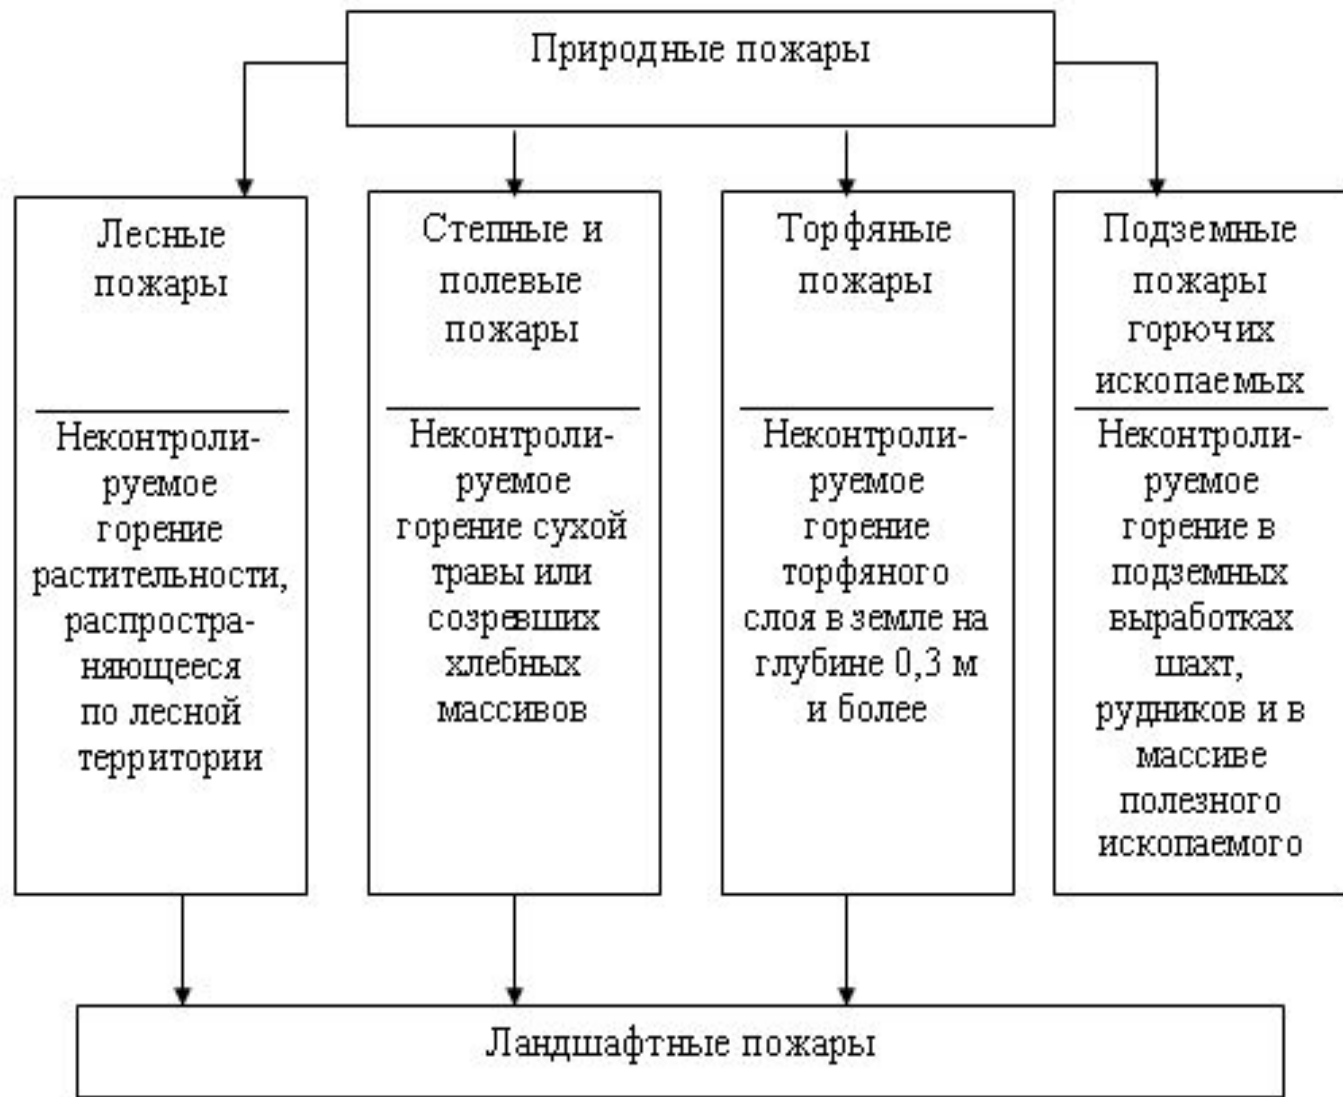 Природные пожары
Лесные
пожары
Неконтроли-
руемое
горение
растительности,
распростра-
няющееся
по лесной
территории
Степные и
полевые
пожары
Неконтроли-
руемое
горение сухой
травы или
созревших
хлебных
массивов
Торфяные
пожары
Неконтроли-
руемое
горение
торфяного
слоя в земле на
глубине 0,3 м
и более
Подземные
пожары
горючих
ископаемых
Неконтроли-
руемое
горение в
подземных
выработках
шахт,
рудников и в
массиве
полезного
ископаемого
Ландшафтные пожары